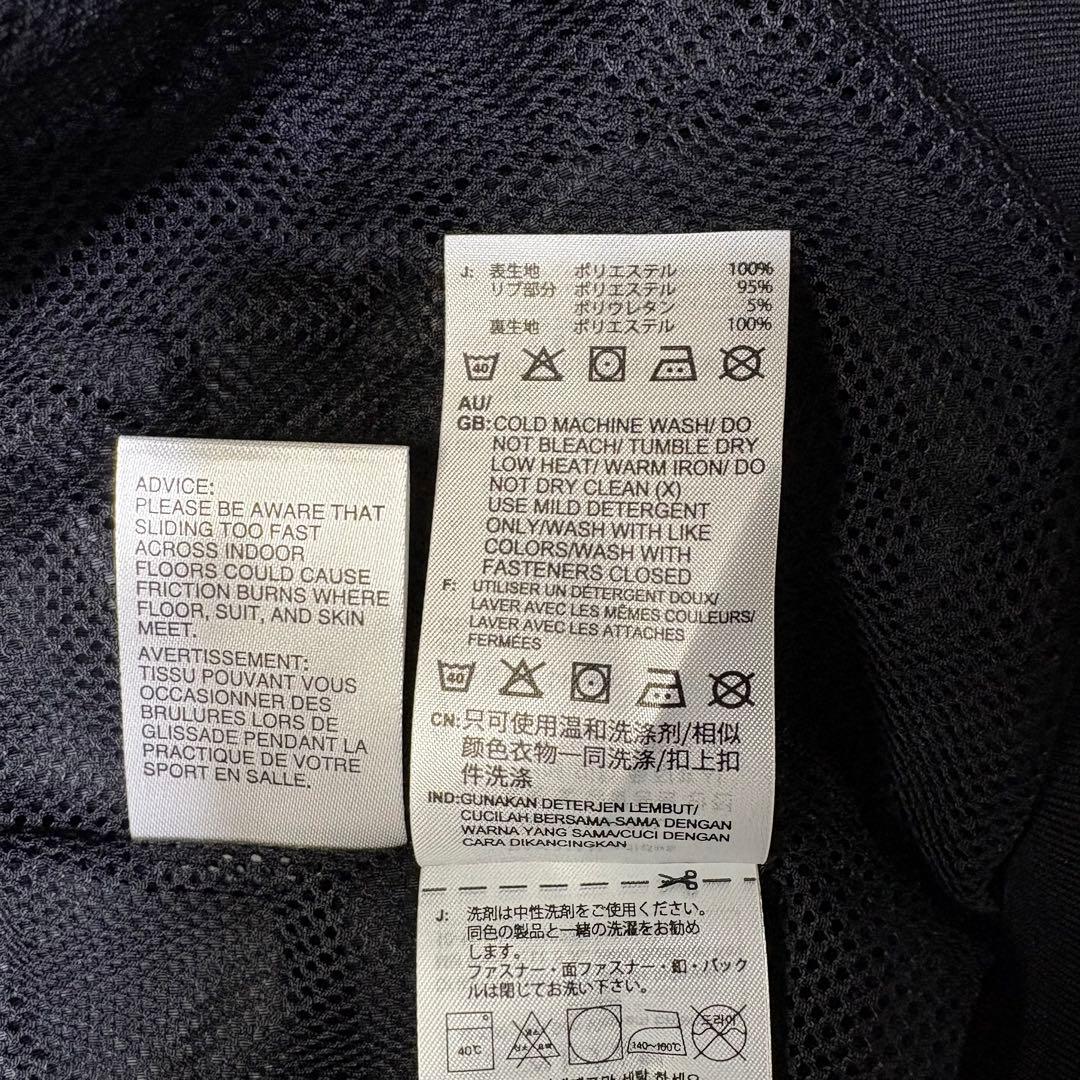 ADVICE:
PLEASE BE AWARE THAT
SLIDING TOO FAST
ACROSS INDOOR
FLOORS COULD CAUSE
FRICTION BURNS WHERE
FLOOR, SUIT, AND SKIN
MEET.
AVERTISSEMENT:
TISSU POUVANT VOUS
OCCASIONNER DES
BRULURES LORS DE
GLISSADE PENDANT LA
PRACTIQUE DE VOTRE
SPORT EN SALLE.
J: 表生地 ポリエステル 100%
リブ部分 ポリエステル 95%
ポリウレタン 5%
裏生地 ポリエステル 100%
40
AU/
GB: COLD MACHINE WASH/ DO
NOT BLEACH/ TUMBLE DRY
LOW HEAT/ WARM IRON/ DO
NOT DRY CLEAN (X)
USE MILD DETERGENT
ONLY/WASH WITH LIKE
COLORS/WASH WITH
FASTENERS CLOSED
F: UTILISER UN DÉTERGENT DOUX/
LAVER AVEC LES MÊMES COULEURS/
LAVER AVEC LES ATTACHES
FERMÉES
40
CN: 只可使用温和洗涤剂/相似
颜色衣物一同洗涤/扣上扣
件洗涤
IND: GUNAKAN DETERJEN LEMBUT/
CUCILAH BERSAMA-SAMA DENGAN
WARNA YANG SAMA/CUCI DENGAN
CARA DIKANCINGKAN
J: 洗剤は中性洗剤をご使用ください。
同色の製品と一緒の洗濯をお勧め
します。
ファスナー・面ファスナー・釦・バック
ルは閉じてお洗い下さい。
40℃ 염소 표백 140~160℃ 드라이